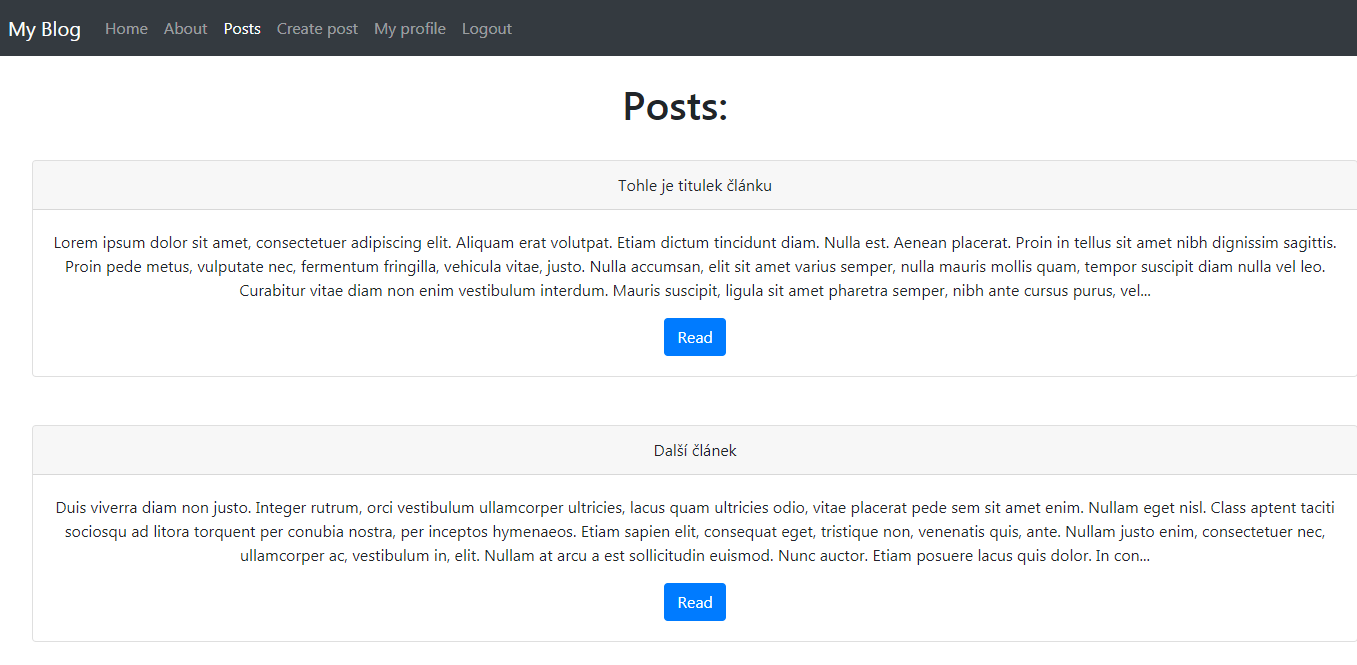 My Blog Home About Posts Create post My profile Logout
Posts:
Tohle je titulek článku
Lorem ipsum dolor sit amet, consectetuer adipiscing elit. Aliquam erat volutpat. Etiam dictum tincidunt diam. Nulla est. Aenean placerat. Proin in tellus sit amet nibh dignissim sagittis.
Proin pede metus, vulputate nec, fermentum fringilla, vehicula vitae, justo. Nulla accumsan, elit sit amet varius semper, nulla mauris mollis quam, tempor suscipit diam nulla vel leo.
Curabitur vitae diam non enim vestibulum interdum. Mauris suscipit, ligula sit amet pharetra semper, nibh ante cursus purus, vel...
Read
Další článek
Duis viverra diam non justo. Integer rutrum, orci vestibulum ullamcorper ultricies, lacus quam ultricies odio, vitae placerat pede sem sit amet enim. Nullam eget nisl. Class aptent taciti
sociosqu ad litora torquent per conubia nostra, per inceptos hymenaeos. Etiam sapien elit, consequat eget, tristique non, venenatis quis, ante. Nullam justo enim, consectetuer nec,
ullamcorper ac, vestibulum in, elit. Nullam at arcu a est sollicitudin euismod. Nunc auctor. Etiam posuere lacus quis dolor. In con...
Read